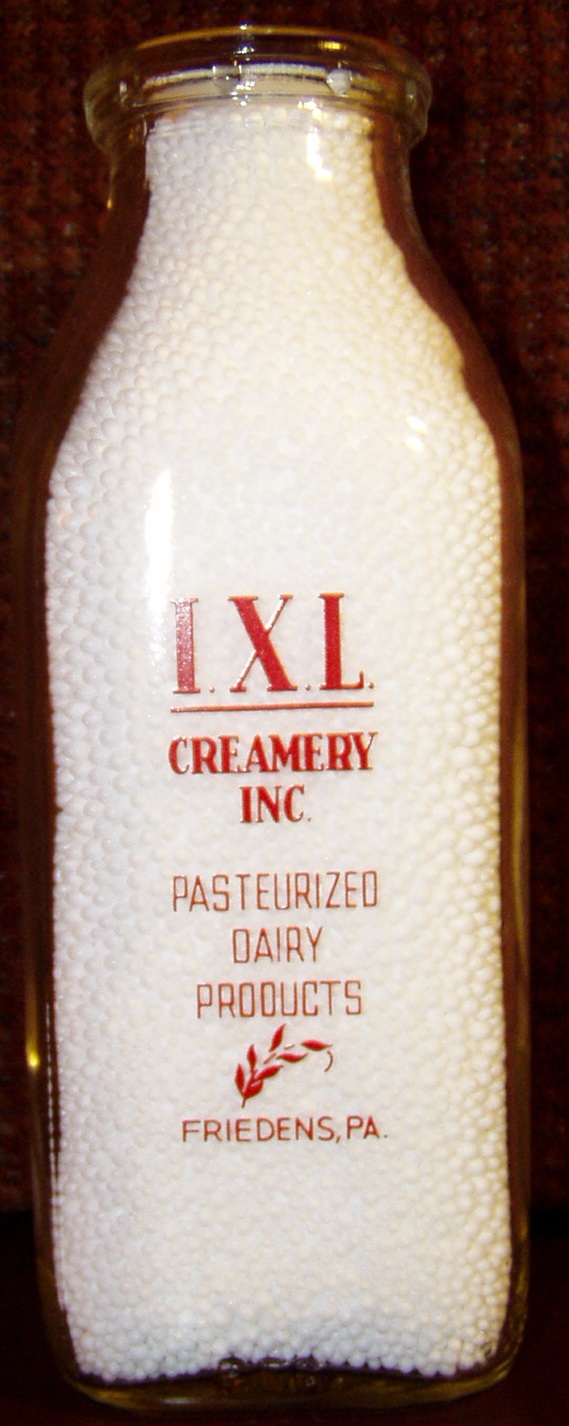 I.X.L.
CREAMERY
INC.
PASTEURIZED
DAIRY
PRODUCTS
FRIEDENS, PA.